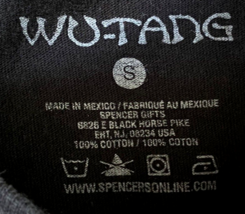 WU-TANG
S
MADE IN MEXICO / FABRIQUÉ AU MEXIQUE
SPENCER GIFTS
6826 E BLACK HORSE PIKE
EHT, N.J. 08234 USA
100% COTTON / 100% COTON
WWW.SPENCERSONLINE.COM